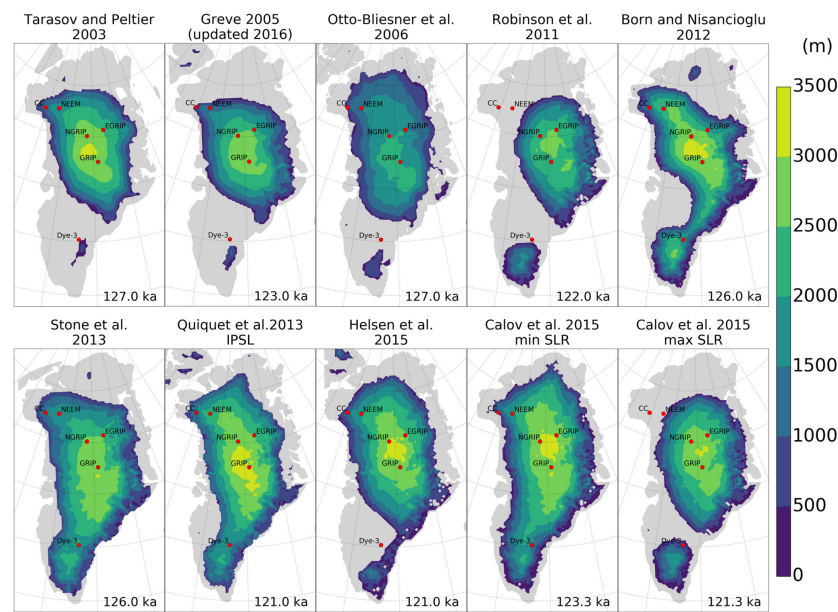 Tarasov and Peltier
2003
Greve 2005
(updated 2016)
Otto-Bliesner et al.
2006
Robinson et al.
2011
Born and Nisancioglu
2012
(m)
CC NEEM
NGRIP EGRIP
GRIP
Dye-3
127.0 ka
CC NEEM
NGRIP EGRIP
GRIP
Dye-3
123.0 ka
CC NEEM
NGRIP EGRIP
GRIP
Dye-3
127.0 ka
CC NEEM
NGRIP EGRIP
GRIP
Dye-3
122.0 ka
CC NEEM
NGRIP EGRIP
GRIP
Dye-3
126.0 ka
Stone et al.
2013
Quiquet et al.2013
IPSL
Helsen et al.
2015
Calov et al. 2015
min SLR
Calov et al. 2015
max SLR
CC NEEM
NGRIP EGRIP
GRIP
Dye-3
126.0 ka
CC NEEM
NGRIP EGRIP
GRIP
Dye-3
121.0 ka
CC NEEM
NGRIP EGRIP
GRIP
Dye-3
121.0 ka
CC NEEM
NGRIP EGRIP
GRIP
Dye-3
123.3 ka
CC NEEM
NGRIP EGRIP
GRIP
Dye-3
121.3 ka
3500
3000
2500
2000
1500
1000
500
0